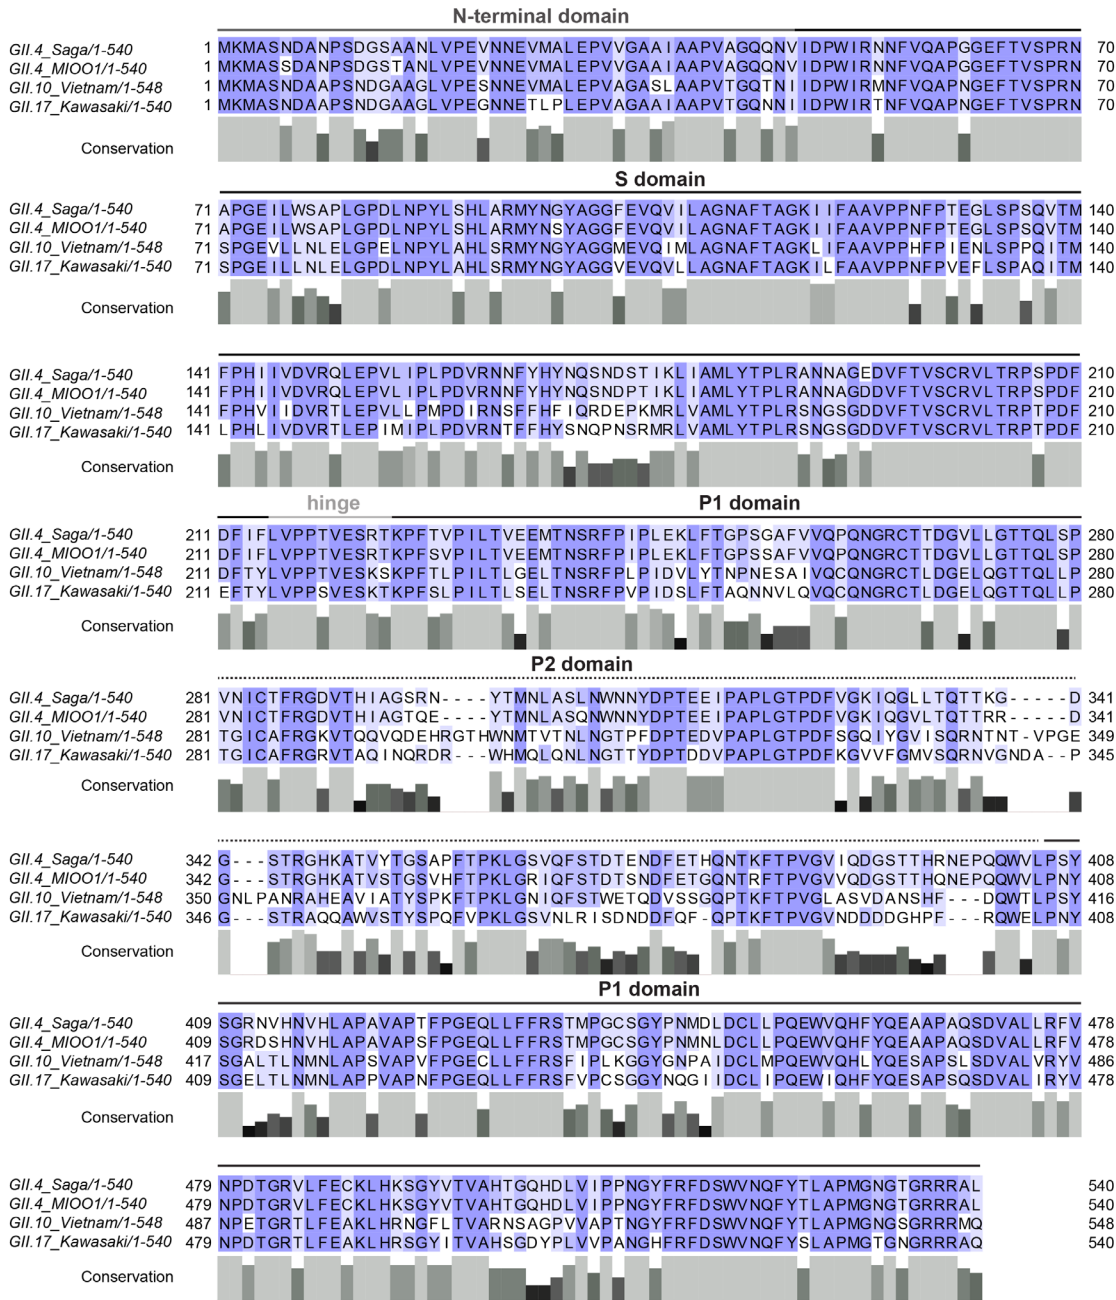 N-terminal domain
GII.4_Saga/1-540 1 MKMASNDANPSDGSAANLVPEVNNEVMALEPVVGAAIAAPVAGQQNVIDPWIRNNFVQAPGGEFTVSPRN 70
GII.4_MIOO1/1-540 1 MKMASSDANPSDGSTANLVPEVNNEVMALEPVVGAAIAAPVAGQQNVIDPWIRNNFVQAPGGEFTVSPRN 70
GII.10_Vietnam/1-548 1 MKMASNDAAPSNDGAAGLVPESNNEVMALEPVAGASLAAPVTGQTNIIDPWIRMNFVQAPNGEFTVSPRN 70
GII.17_Kawasaki/1-540 1 MKMASNDAAPSNDGAAGLVPEGNNETLPLEPVAGAAIAAPVTGQNNIIDPWIRTNFVQAPNGEFTVSPRN 70
Conservation
S domain
GII.4_Saga/1-540 71 APGEILWSAPLGPDLNPYLSHLARMYNGYAGGFEVQVILAGNAFTAGKIIFAAVPPNFPTEGLSPSQVTM 140
GII.4_MIOO1/1-540 71 APGEILWSAPLGPDLNPYLSHLARMYNSYAGGFEVQVILAGNAFTAGKIIFAAVPPNFPTEGLSPSQVTM 140
GII.10_Vietnam/1-548 71 SPGEVLLNLELGPELNPYLAHLSRMYNGYAGGMEVQIMLAGNAFTAGKLIFAAVPPHFPIENLSPPQITM 140
GII.17_Kawasaki/1-540 71 SPGEILLNLELGPDLNPYLAHLSRMYNGYAGGVEVQVLLAGNAFTAGKILFAAVPPNFPVEFLSPAQITM 140
Conservation
GII.4_Saga/1-540 141 FPHIIVDVRQLEPVLIPLPDVRNNFYHYNQSNDSTIKLIAMLYTPLRANNAGEDVFTVSCRVLTRPSPDF 210
GII.4_MIOO1/1-540 141 FPHIIVDVRQLEPVLIPLPDVRNNFYHYNQSNDPTIKLIAMLYTPLRANNAGDDVFTVSCRVLTRPSPDF 210
GII.10_Vietnam/1-548 141 FPHVIIDVRTLEPVLLPMPDIRNSFFHFIQRDEPKMRLVAMLYTPLRSNGSGDDVFTVSCRVLTRPTPDF 210
GII.17_Kawasaki/1-540 141 LPHLIVDVRTLEPIMIPLPDVRNTFFHYSNQPNSRMRLVAMLYTPLRSNGSGDDVFTVSCRVLTRPTPDF 210
Conservation
hinge P1 domain
GII.4_Saga/1-540 211 DFIFLVPPTVESRTKPFTVPILTVEEMTNSRFPIPLEKLFTGPSGAFVVQPQNGRCTTDGVLLGTTQLSP 280
GII.4_MIOO1/1-540 211 DFIFLVPPTVESRTKPFSVPILTVEEMTNSRFPIPLEKLFTGPSSAFVVQPQNGRCTTDGVLLGTTQLSP 280
GII.10_Vietnam/1-548 211 DFTYLVPPTVESKSKPFTLPILTLGELTNSRFPLPIDVLYTNPNESAIVQCQNGRCTLDGELQGTTQLLP 280
GII.17_Kawasaki/1-540 211 EFTYLVPPSVESKTKPFSLPILTLSELTNSRFPVPIDSLFTAQNNVLQVQCQNGRCTLDGELQGTTQLLP 280
Conservation
P2 domain
GII.4_Saga/1-540 281 VNICTFRGDVTHIAGSRN----YTMNLASLNWNNYDPTEEIPAPLGTPDFVGKIQGLLTQTTKG-----D 341
GII.4_MIOO1/1-540 281 VNICTFRGDVTHIAGTQE----YTMNLASQNWNNYDPTEEIPAPLGTPDFVGKIQGVLTQTTRR-----D 341
GII.10_Vietnam/1-548 281 TGICAFRGKVTQQVQDEHRGTHWNMTVTNLNGTPFDPTEDVPAPLGTPDFSGQIYGVISQRNTNT-VPGE 349
GII.17_Kawasaki/1-540 281 TGICAFRGRVTAQINQRDR---WHMQLQNLNGTTYDPTDDVPAPLGTPDFKGVVFGMVSQRNVGNDA--P 345
Conservation
GII.4_Saga/1-540 342 G---STRGHKATVYTGSAPFTPKLGSVQFSTDTENDFETHQNTKFTPVGVIQDGSTTHRNEPQQWVLPSY 408
GII.4_MIOO1/1-540 342 G---STRGHKATVSTGSVHFTPKLGRIQFSTDTSNDFETGQNTRFTPVGVVQDGSTTHQNEPQQWVLPNY 408
GII.10_Vietnam/1-548 350 GNLPANRAHEAVIATYSPKFTPKLGNIQFSTWETQDVSSGQPTKFTPVGLASVDANSHF---DQWTLPSY 416
GII.17_Kawasaki/1-540 346 G---STRAQQAWVSTYSPQFVPKLGSVNLRISDNDDFQF-QPTKFTPVGVNDDDDGHPF---RQWELPNY 408
Conservation
P1 domain
GII.4_Saga/1-540 409 SGRNVHNVHLAPAVAPTFPGEQLLFFRSTMPGCSGYPNMDLDCLLPQEWVQHFYQEAAPAQSDVALLRFV 478
GII.4_MIOO1/1-540 409 SGRDSHNVHLAPAVAPTFPGEQLLFFRSTMPGCSGYPNMNLDCLLPQEWVQHFYQEAAPAQSDVALLRFV 478
GII.10_Vietnam/1-548 417 SGALTLNMNLAPSVAPVFPGECLLFFRSFIPLKGGYGNPAIDCLMPQEWVQHLYQESAPSLSDVALVRYV 486
GII.17_Kawasaki/1-540 409 SGELTLNMNLAPPVAPNFPGEQLLFFRSFVPCSGGYNQGIIDCLIPQEWIQHFYQESAPSQSDVALIRYV 478
Conservation
GII.4_Saga/1-540 479 NPDTGRVLFECKLHKSGYVTVAHTGQHDLVIPPNGYFRFDSWVNQFYTLAPMGNGTGRRRAL 540
GII.4_MIOO1/1-540 479 NPDTGRVLFECKLHKSGYVTVAHTGQHDLVIPPNGYFRFDSWVNQFYTLAPMGNGTGRRRAL 540
GII.10_Vietnam/1-548 487 NPETGRTLFEAKLHRNGFLTVARNSAGPVVAPTNGYFRFDSWVNQFYTLAPMGNGSGRRRMQ 548
GII.17_Kawasaki/1-540 479 NPDTGRTLFEAKLHRSGYITVAHSGDYPLVVPANGHFRFDSWVNQFYSLAPMGTGNGRRRAQ 540
Conservation